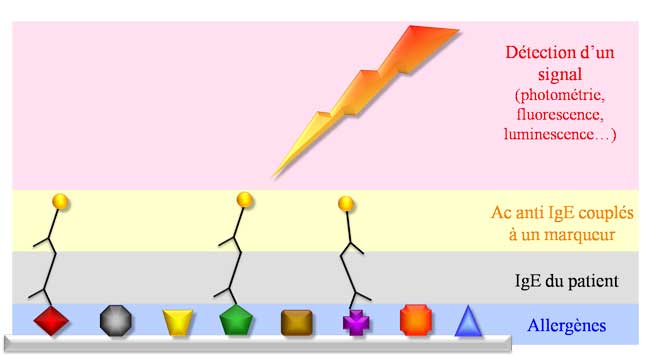 Détection d’un
signal
(photométrie,
fluorescence,
luminescence…)
Ac anti IgE couplés
à un marqueur
IgE du patient
Allergènes